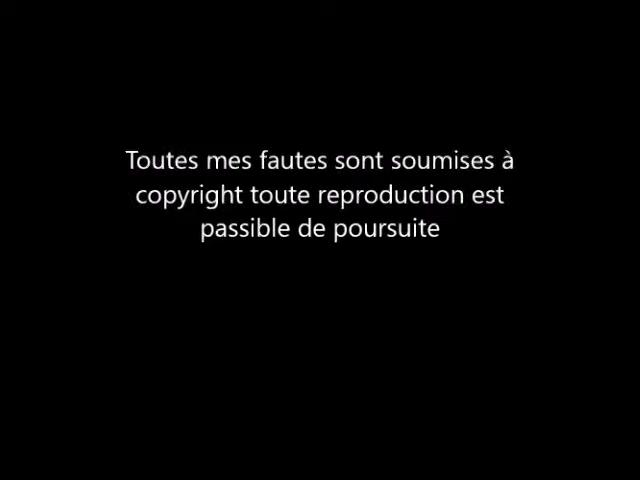 Toutes mes fautes sont soumises à
copyright toute reproduction est
passible de poursuite